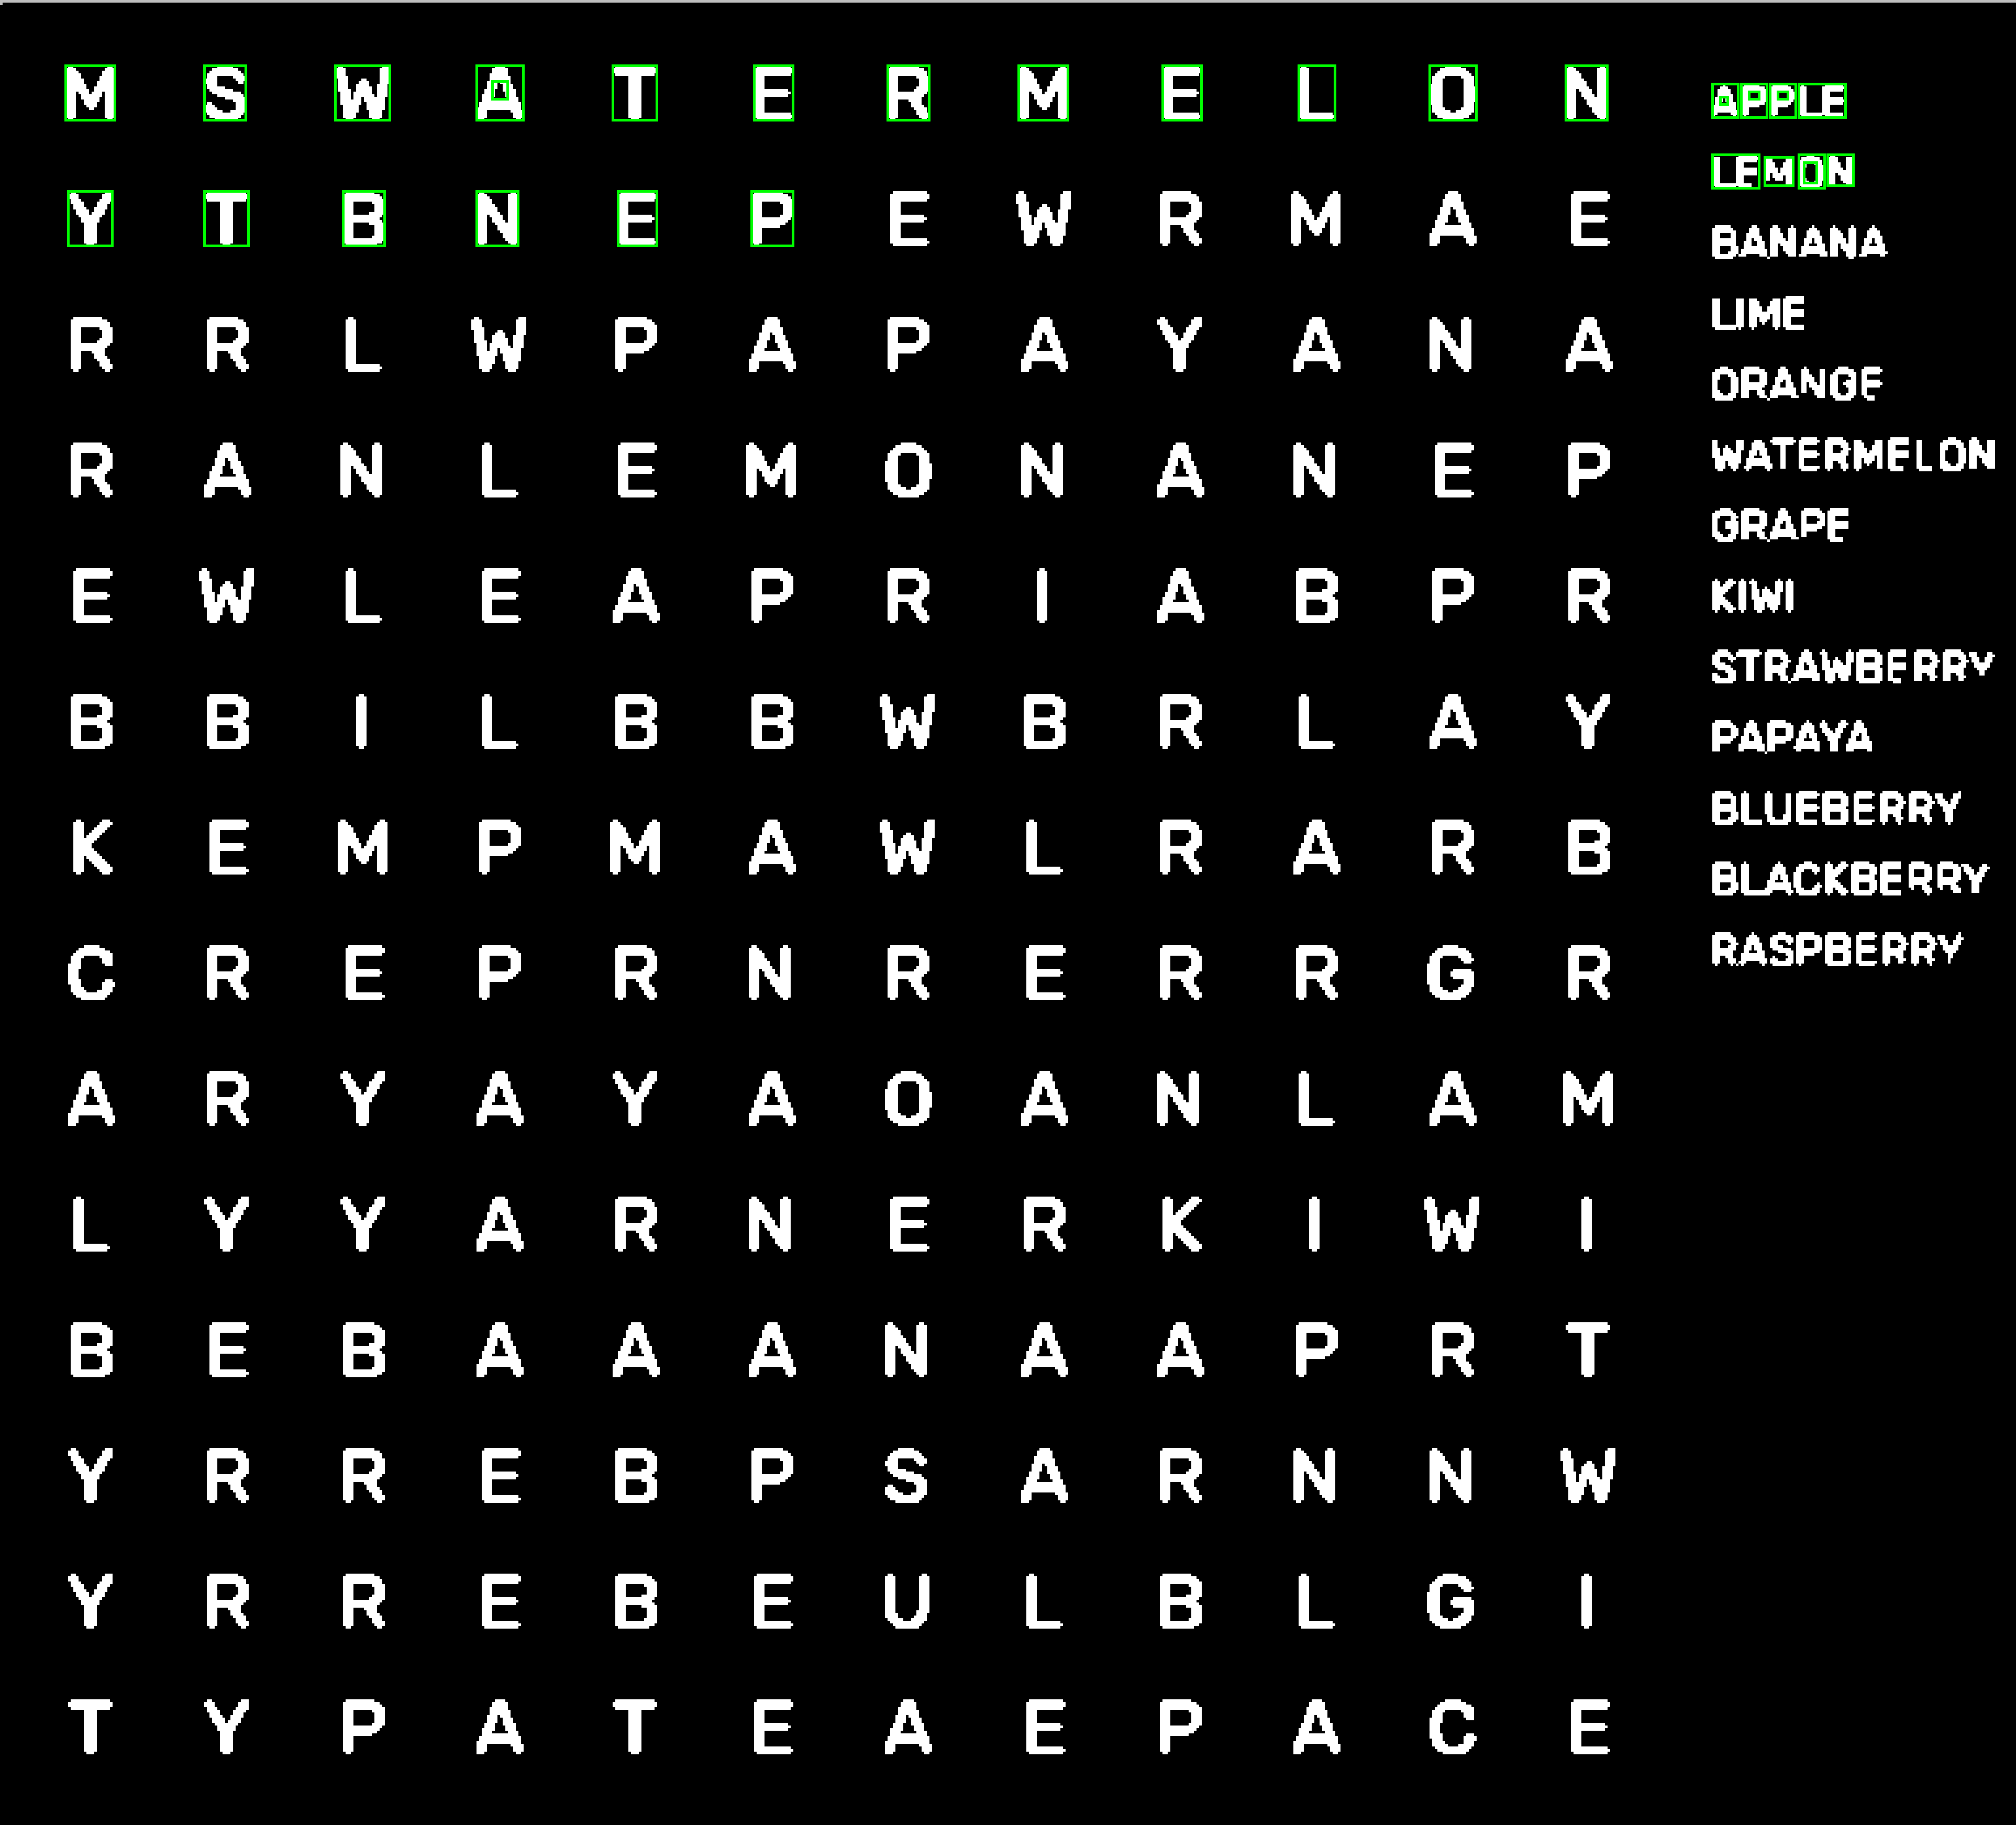 M S W A T E R M E L O N
Y T B N E P E W R M A E
R R L W P A P A Y A N A
R A N L E M O N A N E P
E W L E A P R I A B P R
B B I L B B W B R L A Y
K E M P M A W L R A R B
C R E P R N R E R R G R
A R Y A Y A O A N L A M
L Y Y A R N E R K I W I
B E B A A A N A A P R T
Y R R E B P S A R N N W
Y R R E B E U L B L G I
T Y P A T E A E P A C E
APPLE
LEMON
BANANA
LIME
ORANGE
WATERMELON
GRAPE
KIWI
STRAWBERRY
PAPAYA
BLUEBERRY
BLACKBERRY
RASPBERRY